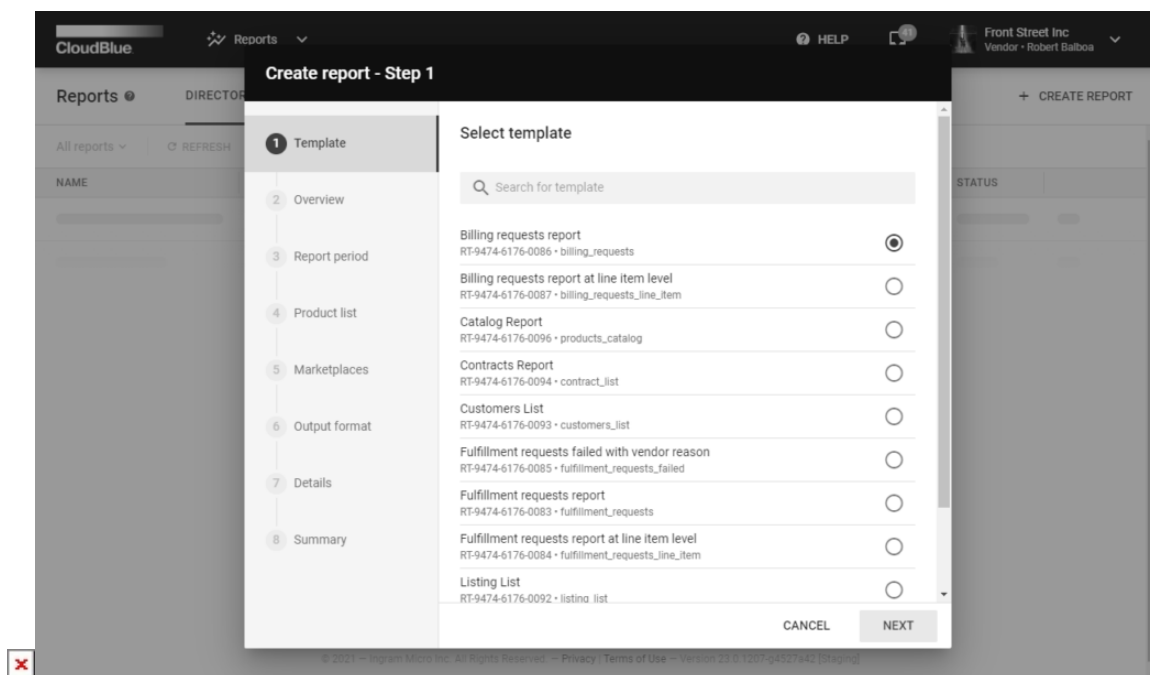 CloudBlue
Reports
HELP
41
Front Street Inc
Vendor • Robert Balboa
Create report - Step 1
Reports
DIRECTOR
+ CREATE REPORT
All reports
REFRESH
NAME
STATUS
1 Template
2 Overview
3 Report period
4 Product list
5 Marketplaces
6 Output format
7 Details
8 Summary
Select template
Search for template
Billing requests report
RT-9474-6176-0086 • billing_requests
Billing requests report at line item level
RT-9474-6176-0087 • billing_requests_line_item
Catalog Report
RT-9474-6176-0096 • products_catalog
Contracts Report
RT-9474-6176-0094 • contract_list
Customers List
RT-9474-6176-0093 • customers_list
Fulfillment requests failed with vendor reason
RT-9474-6176-0085 • fulfillment_requests_failed
Fulfillment requests report
RT-9474-6176-0083 • fulfillment_requests
Fulfillment requests report at line item level
RT-9474-6176-0084 • fulfillment_requests_line_item
Listing List
RT-9474-6176-0092 • listing_list
CANCEL
NEXT
© 2021 — Ingram Micro Inc. All Rights Reserved. — Privacy | Terms of Use — Version 23.0.1207-g4527a42 [Staging]